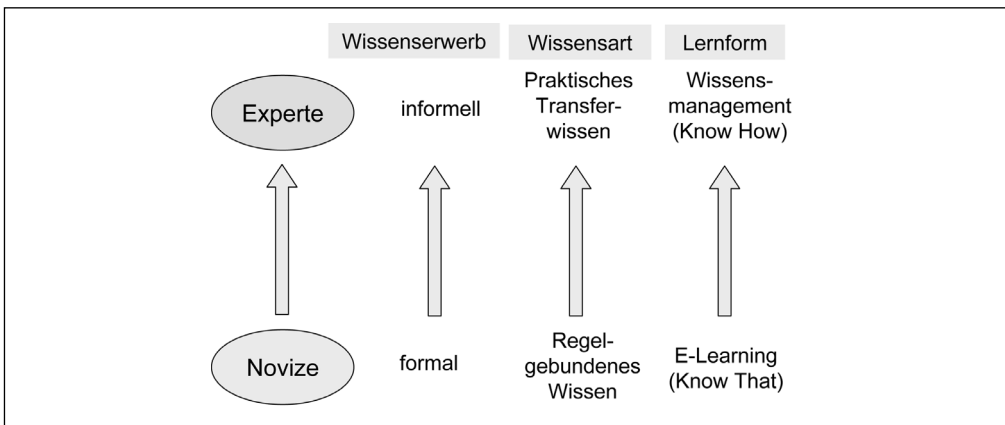 Wissenserwerb
Wissensart
Lernform
Experte
informell
Praktisches
Transfer-
wissen
Wissens-
management
(Know How)
Novize
formal
Regel-
gebundenes
Wissen
E-Learning
(Know That)